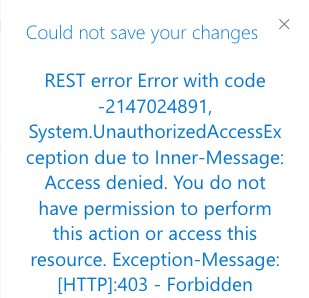 Could not save your changes
REST error Error with code
-2147024891,
System.UnauthorizedAccessEx
ception due to Inner-Message:
Access denied. You do not
have permission to perform
this action or access this
resource. Exception-Message:
[HTTP]:403 - Forbidden